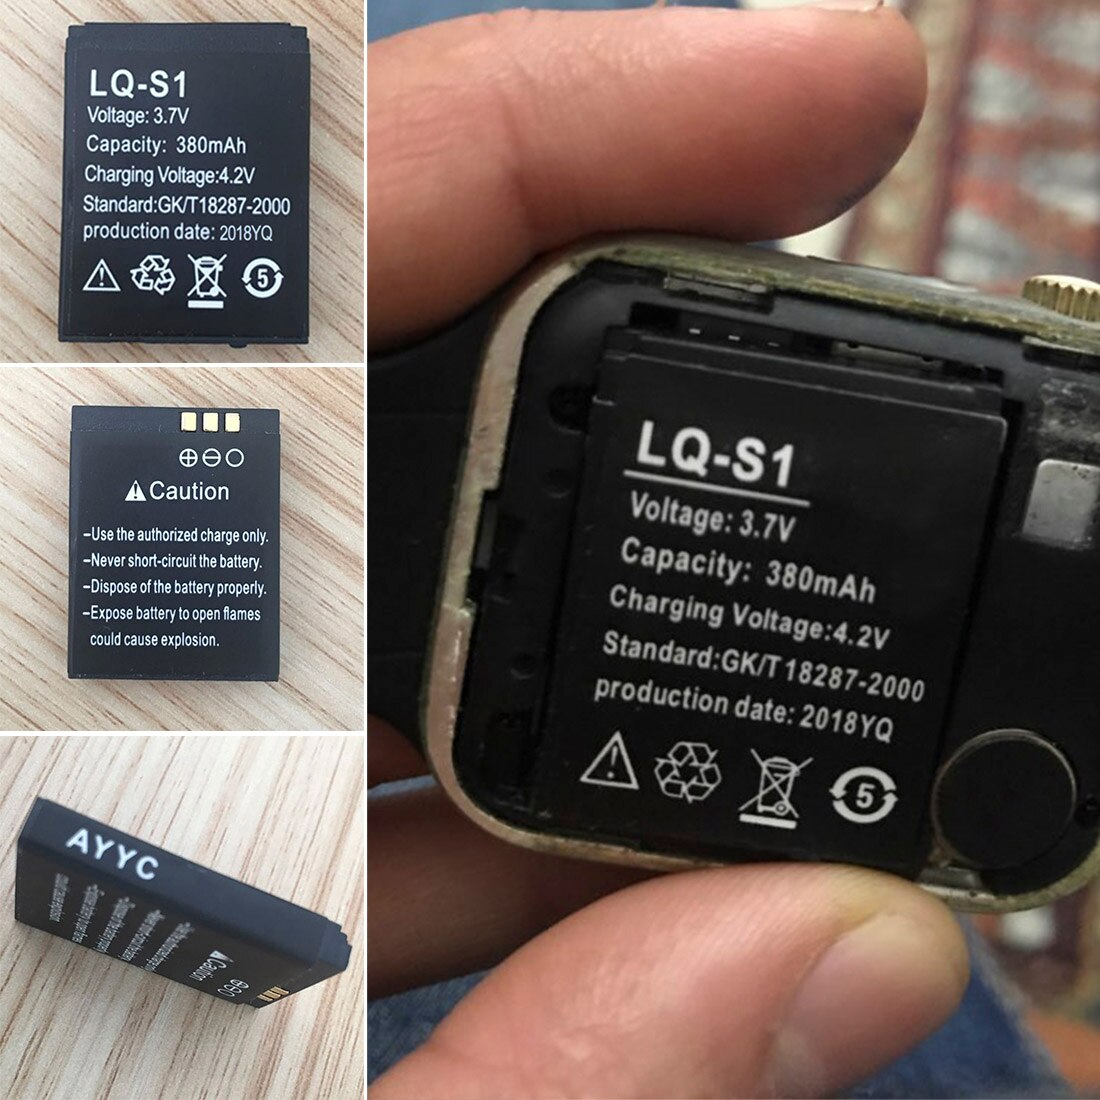 LQ-S1
Voltage: 3.7V
Capacity: 380mAh
Charging Voltage:4.2V
Standard:GK/T18287-2000
production date: 2018YQ
5
Caution
-Use the authorized charge only.
-Never short-circuit the battery.
-Dispose of the battery properly.
-Expose battery to open flames
could cause explosion.
AYYC
Caution
LQ-S1
Voltage: 3.7V
Capacity: 380mAh
Charging Voltage:4.2V
Standard:GK/T18287-2000
production date: 2018YQ
5